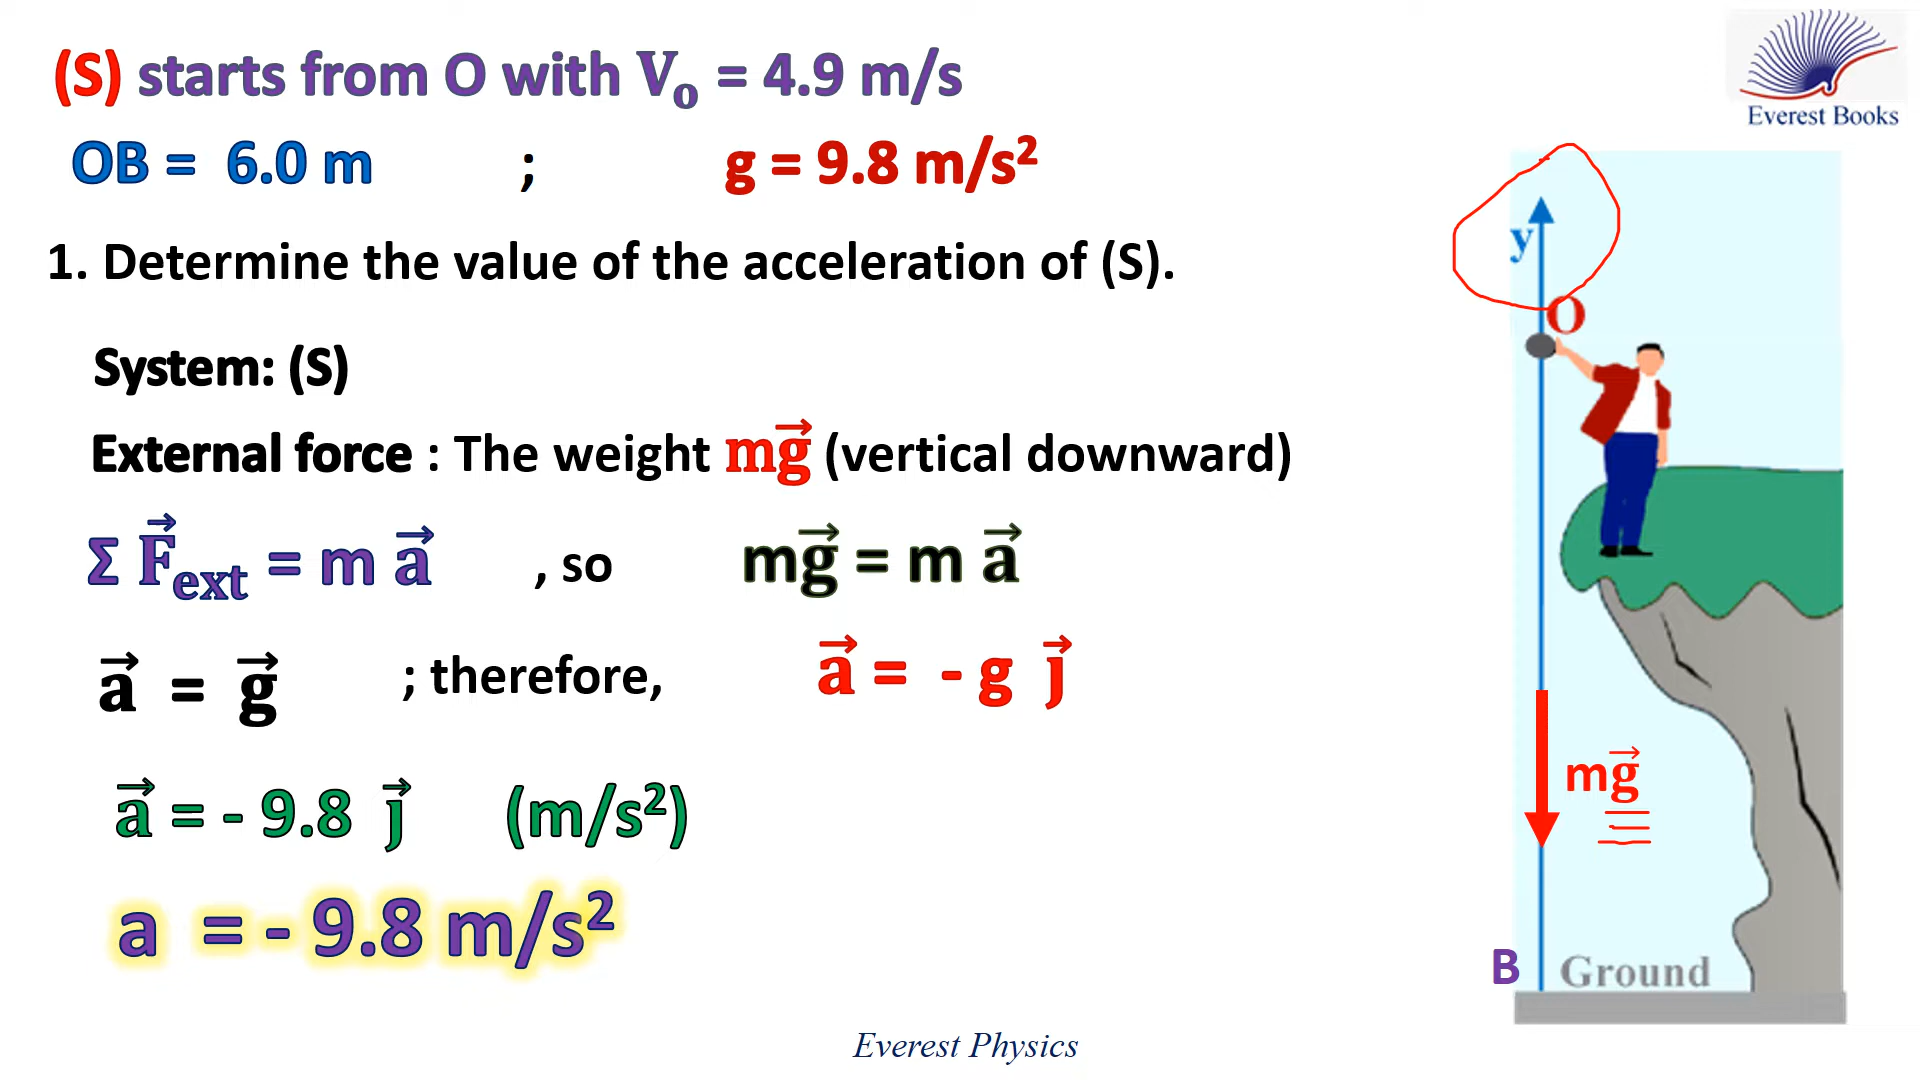 (S) starts from O with V₀ = 4.9 m/s
OB = 6.0 m ; g = 9.8 m/s²
Everest Books
1. Determine the value of the acceleration of (S).
System: (S)
External force : The weight mg⃗ (vertical downward)
Σ F⃗ext = m a⃗ , so mg⃗ = m a⃗
a⃗ = g⃗ ; therefore, a⃗ = - g j⃗
a⃗ = - 9.8 j⃗ (m/s²)
a = - 9.8 m/s²
y
O
mg⃗
B Ground
Everest Physics